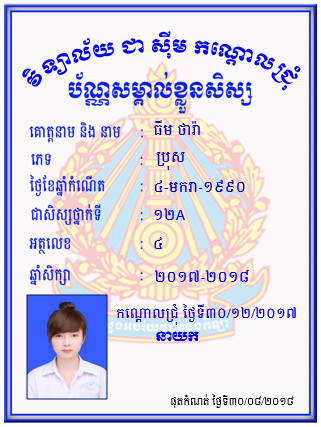 វិទ្យាល័យ ជា ស៊ីម កណ្ដោលជ្រុំ
ប័ណ្ណសម្គាល់ខ្លួនសិស្ស
គោត្តនាម និង នាម : ធីម ថាវ៉ា
ភេទ : ប្រុស
ថ្ងៃខែឆ្នាំកំណើត : ៤-មករា-១៩៩០
ជាសិស្សថ្នាក់ទី : ១២A
អត្តលេខ : ៤
ឆ្នាំសិក្សា : ២០១៧-២០១៨
កណ្ដោលជ្រុំ ថ្ងៃទី៣០/១២/២០១៧
នាយក
ផុតកំណត់ ថ្ងៃទី៣០/០៨/២០១៨